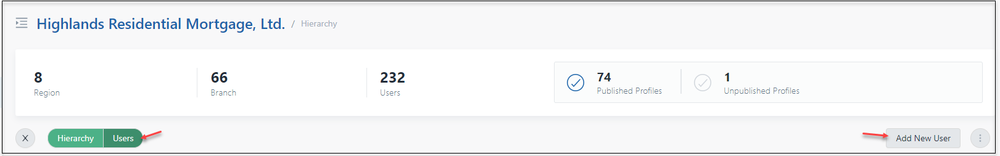 Highlands Residential Mortgage, Ltd. / Hierarchy
8
Region
66
Branch
232
Users
74
Published Profiles
1
Unpublished Profiles
X
Hierarchy
Users
Add New User